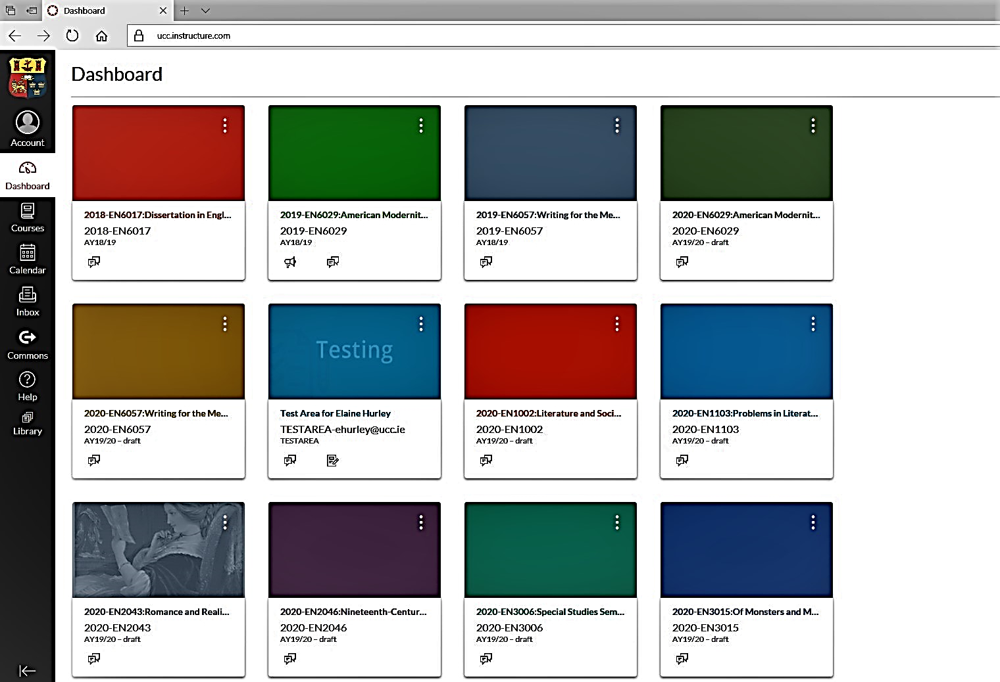 Dashboard
ucc.instructure.com
Dashboard
Account
Dashboard
Courses
Calendar
Inbox
Commons
Help
Library
2018-EN6017:Dissertation in Engl...
2018-EN6017
AY18/19
2019-EN6029:American Modernit...
2019-EN6029
AY18/19
2019-EN6057:Writing for the Me...
2019-EN6057
AY18/19
2020-EN6029:American Modernit...
2020-EN6029
AY19/20 – draft
2020-EN6057:Writing for the Me...
2020-EN6057
AY19/20 – draft
Testing
Test Area for Elaine Hurley
TESTAREA-ehurley@ucc.ie
TESTAREA
2020-EN1002:Literature and Soci...
2020-EN1002
AY19/20 – draft
2020-EN1103:Problems in Literat...
2020-EN1103
AY19/20 – draft
2020-EN2043:Romance and Reali...
2020-EN2043
AY19/20 – draft
2020-EN2046:Nineteenth-Centur...
2020-EN2046
AY19/20 – draft
2020-EN3006:Special Studies Sem...
2020-EN3006
AY19/20 – draft
2020-EN3015:Of Monsters and M...
2020-EN3015
AY19/20 – draft